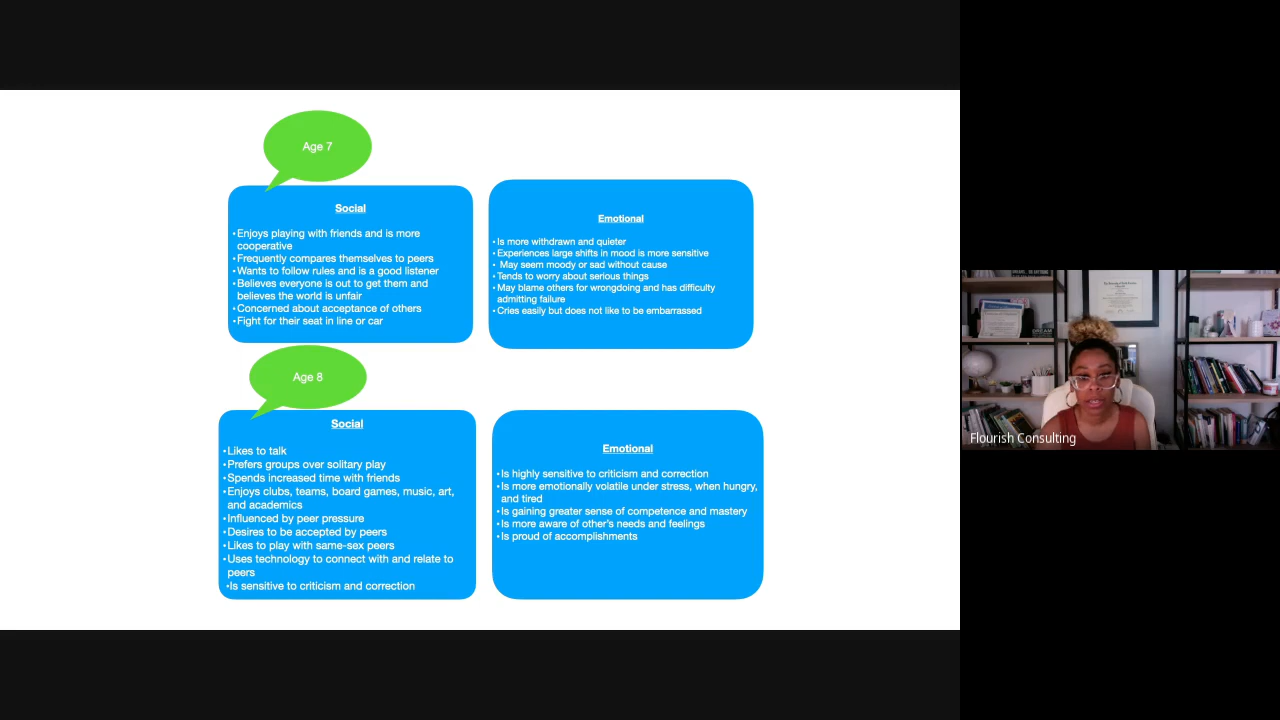 Age 7
Social
•Enjoys playing with friends and is more
cooperative
•Frequently compares themselves to peers
•Wants to follow rules and is a good listener
•Believes everyone is out to get them and
believes the world is unfair
•Concerned about acceptance of others
•Fight for their seat in line or car
Emotional
•Is more withdrawn and quieter
•Experiences large shifts in mood is more sensitive
• May seem moody or sad without cause
•Tends to worry about serious things
•May blame others for wrongdoing and has difficulty
admitting failure
•Cries easily but does not like to be embarrassed
Age 8
Social
•Likes to talk
•Prefers groups over solitary play
•Spends increased time with friends
•Enjoys clubs, teams, board games, music, art,
and academics
•Influenced by peer pressure
•Desires to be accepted by peers
•Likes to play with same-sex peers
•Uses technology to connect with and relate to
peers
•Is sensitive to criticism and correction
Emotional
•Is highly sensitive to criticism and correction
•Is more emotionally volatile under stress, when hungry,
and tired
•Is gaining greater sense of competence and mastery
•Is more aware of other's needs and feelings
•Is proud of accomplishments
DREAM
Flourish Consulting